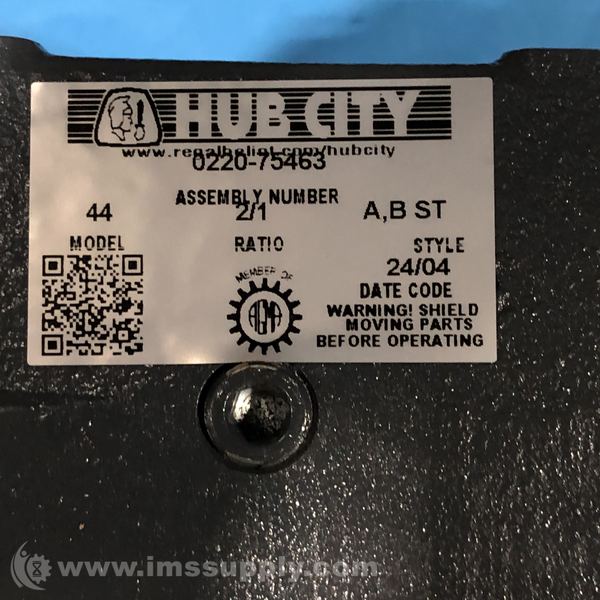 HUB CITY
www.regalbeloit.com/hubcity
0220-75463
ASSEMBLY NUMBER
44 2/1 A,B ST
MODEL RATIO STYLE
MEMBER OF
AGMA
24/04
DATE CODE
WARNING! SHIELD
MOVING PARTS
BEFORE OPERATING
www.imssupply.com